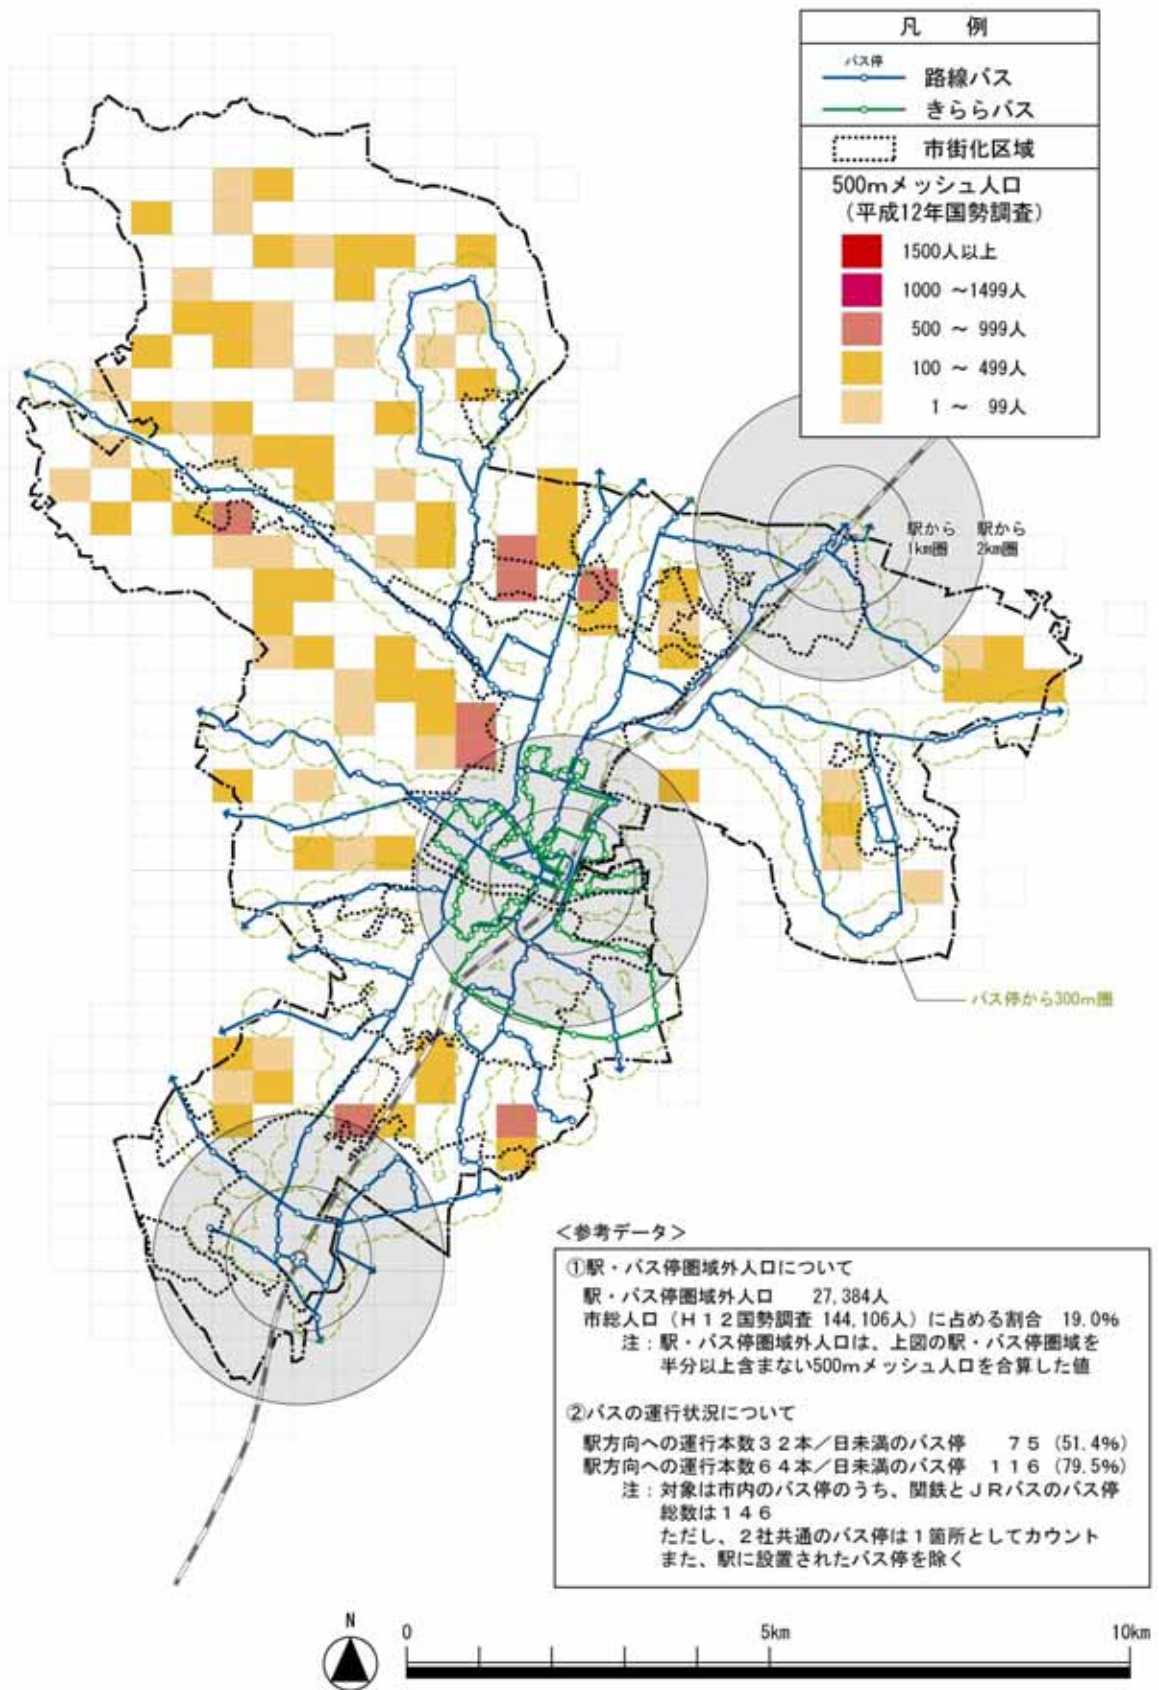 凡 例
バス停
路線バス
きららバス
市街化区域
500mメッシュ人口
（平成12年国勢調査）
1500人以上
1000 ～1499人
500 ～ 999人
100 ～ 499人
1 ～ 99人
駅から
1km圏
駅から
2km圏
バス停から300m圏
＜参考データ＞
①駅・バス停圏域外人口について
駅・バス停圏域外人口 27,384人
市総人口（Ｈ１２国勢調査 144,106人）に占める割合 19.0%
注：駅・バス停圏域外人口は、上図の駅・バス停圏域を
半分以上含まない500mメッシュ人口を合算した値
②バスの運行状況について
駅方向への運行本数３２本／日未満のバス停 ７５（51.4%）
駅方向への運行本数６４本／日未満のバス停 １１６（79.5%）
注：対象は市内のバス停のうち、関鉄とＪＲバスのバス停
総数は１４６
ただし、２社共通のバス停は１箇所としてカウント
また、駅に設置されたバス停を除く
N
0
5km
10km